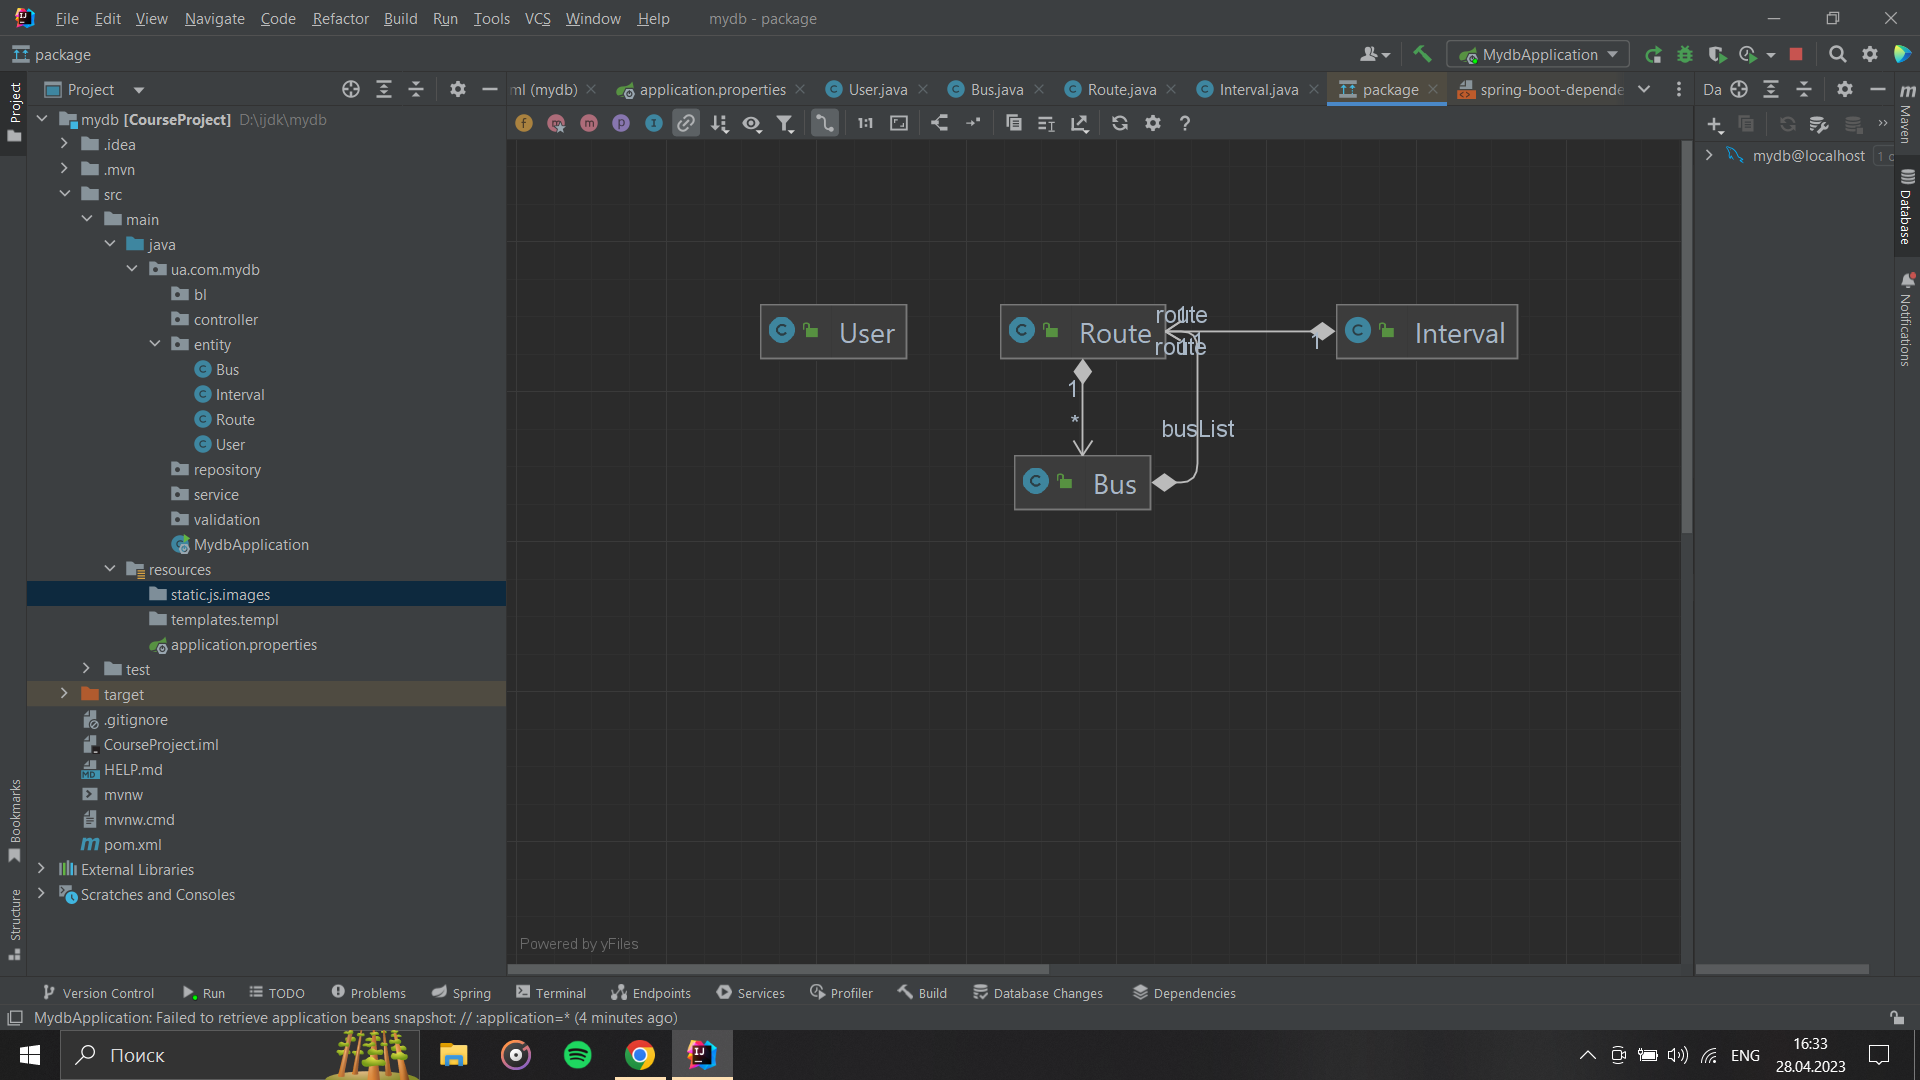 File Edit View Navigate Code Refactor Build Run Tools VCS Window Help mydb - package
package MydbApplication
Project
ml (mydb) application.properties User.java Bus.java Route.java Interval.java package spring-boot-depende Da
f m m p I 1:1 ?
mydb [CourseProject] D:\ijdk\mydb
.idea
.mvn
src
main
java
ua.com.mydb
bl
controller
entity
Bus
Interval
Route
User
repository
service
validation
MydbApplication
resources
static.js.images
templates.templ
application.properties
test
target
.gitignore
CourseProject.iml
HELP.md
mvnw
mvnw.cmd
pom.xml
External Libraries
Scratches and Consoles
Project
Bookmarks
Structure
C User
C Route
route
1
route
1
1
C Interval
1
*
busList
C Bus
Powered by yFiles
mydb@localhost 1
Maven
Database
Notifications
Version Control Run TODO Problems Spring Terminal Endpoints Services Profiler Build Database Changes Dependencies
MydbApplication: Failed to retrieve application beans snapshot: // :application=* (4 minutes ago)
Поиск
ENG
16:33
28.04.2023